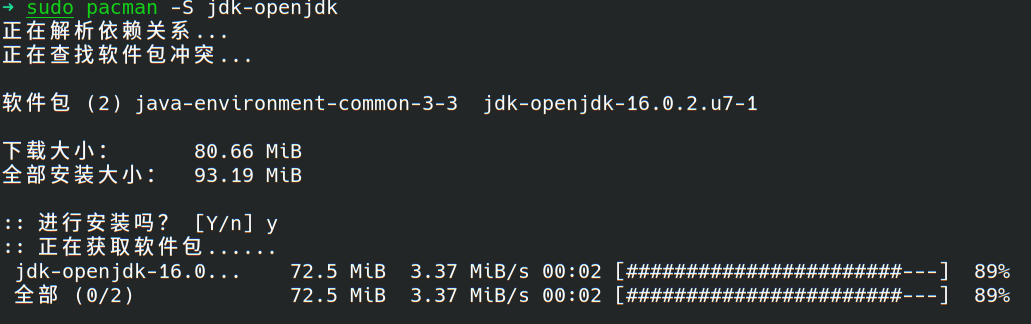 ➜ sudo pacman -S jdk-openjdk
正在解析依赖关系...
正在查找软件包冲突...
软件包 (2) java-environment-common-3-3  jdk-openjdk-16.0.2.u7-1
下载大小：  80.66 MiB
全部安装大小：  93.19 MiB
:: 进行安装吗？ [Y/n] y
:: 正在获取软件包......
jdk-openjdk-16.0...  72.5 MiB  3.37 MiB/s 00:02 [#######################---]  89%
全部 (0/2)  72.5 MiB  3.37 MiB/s 00:02 [#######################---]  89%